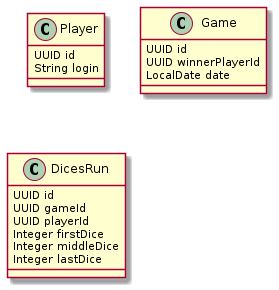 C Player
UUID id
String login
C Game
UUID id
UUID winnerPlayerId
LocalDate date
C DicesRun
UUID id
UUID gameId
UUID playerId
Integer firstDice
Integer middleDice
Integer lastDice